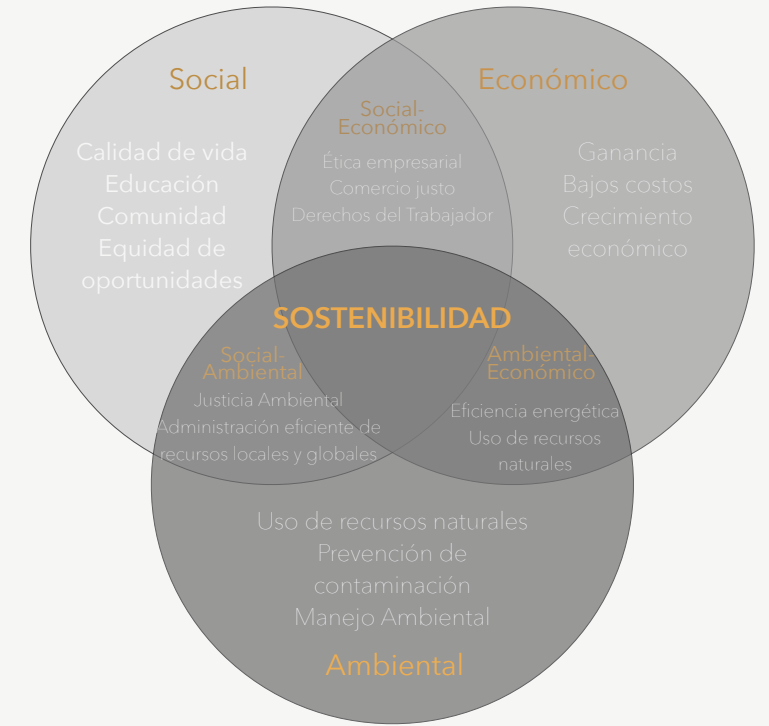 Social
Calidad de vida
Educación
Comunidad
Equidad de
oportunidades
Social-
Económico
Ética empresarial
Comercio justo
Derechos del Trabajador
Económico
Ganancia
Bajos costos
Crecimiento
económico
SOSTENIBILIDAD
Social-
Ambiental
Justicia Ambiental
Administración eficiente de
recursos locales y globales
Ambiental-
Económico
Eficiencia energética
Uso de recursos
naturales
Uso de recursos naturales
Prevención de
contaminación
Manejo Ambiental
Ambiental